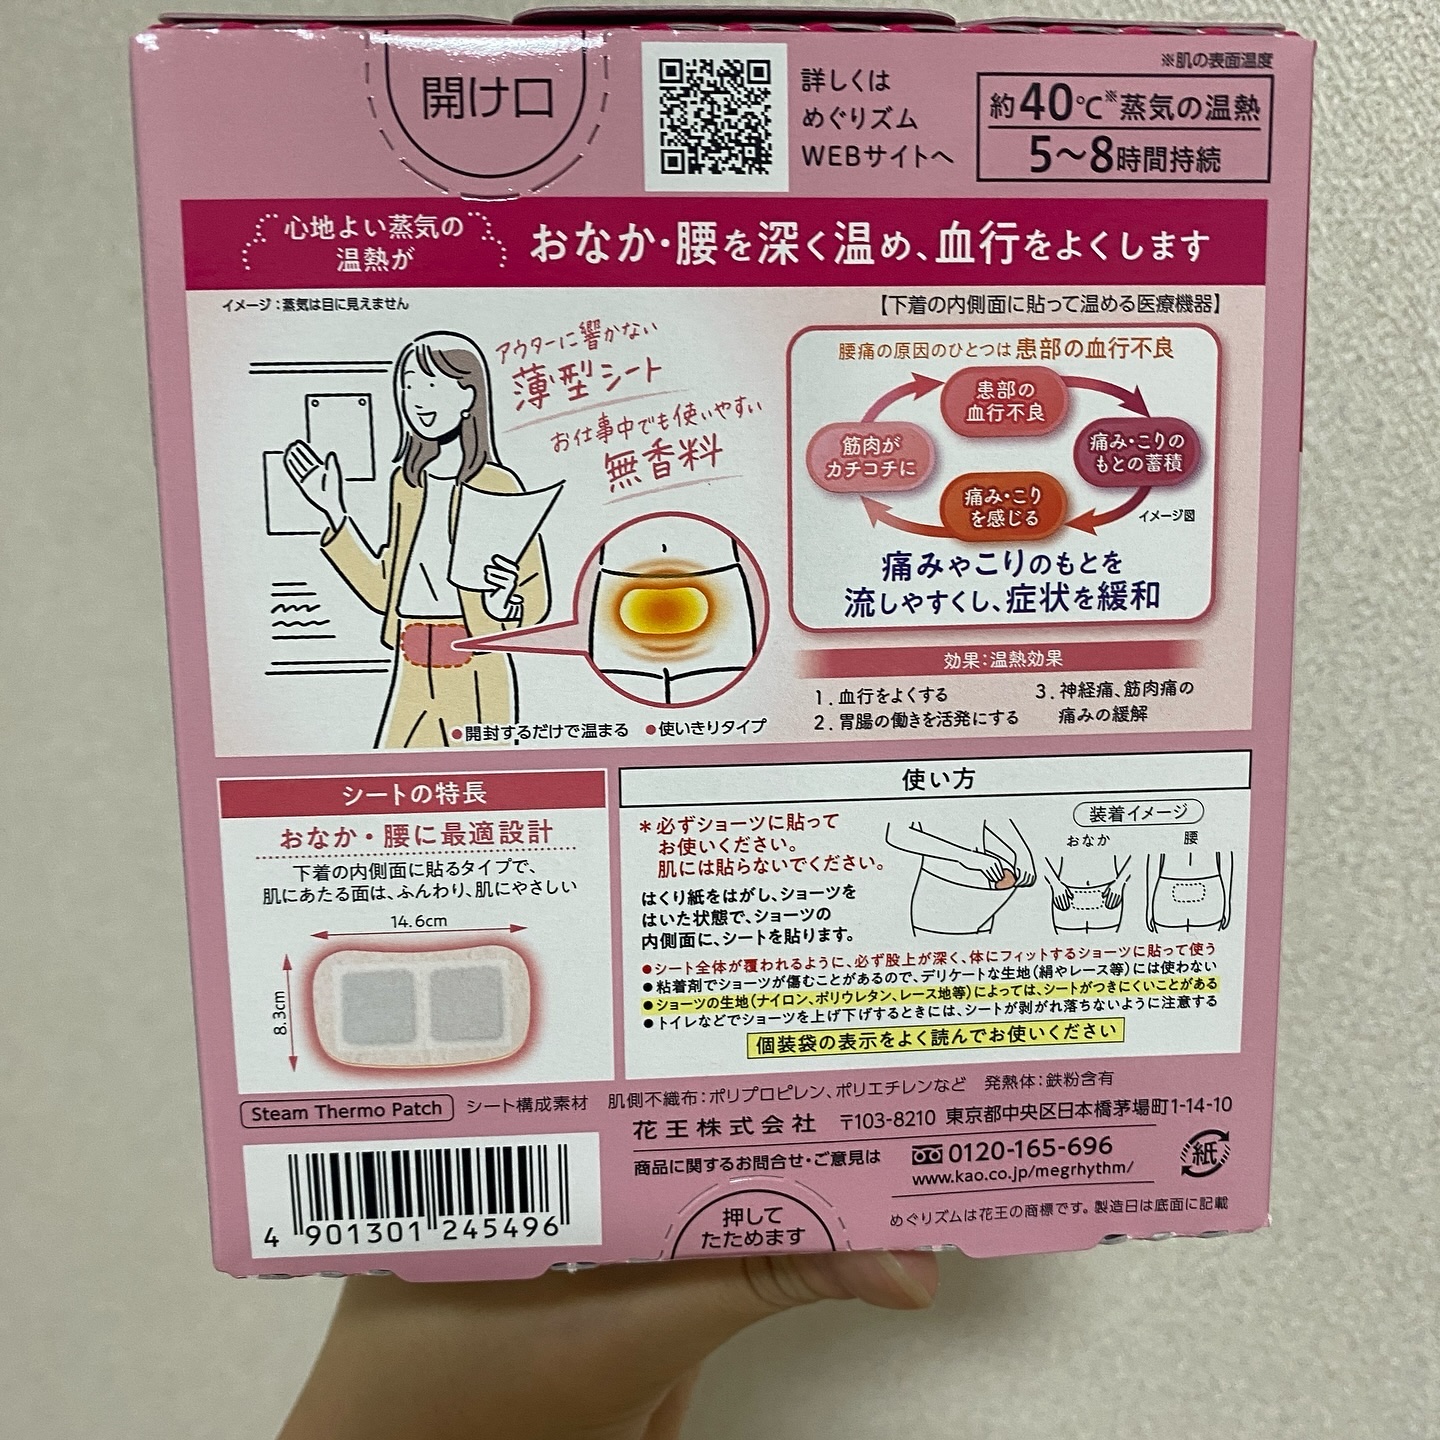 開け口
詳しくは
めぐりズム
WEBサイトへ
※肌の表面温度
約40℃※蒸気の温熱
5〜8時間持続
心地よい蒸気の
温熱が
おなか・腰を深く温め、血行をよくします
イメージ：蒸気は目に見えません
【下着の内側面に貼って温める医療機器】
アウターに響かない
薄型シート
お仕事中でも使いやすい
無香料
●開封するだけで温まる ●使いきりタイプ
腰痛の原因のひとつは患部の血行不良
患部の
血行不良
痛み・こりの
もとの蓄積
痛み・こり
を感じる
筋肉が
カチコチに
イメージ図
痛みやこりのもとを
流しやすくし、症状を緩和
効果：温熱効果
1. 血行をよくする
2. 胃腸の働きを活発にする
3. 神経痛、筋肉痛の
痛みの緩解
シートの特長
おなか・腰に最適設計
下着の内側面に貼るタイプで、
肌にあたる面は、ふんわり、肌にやさしい
14.6cm
8.3cm
使い方
＊必ずショーツに貼って
お使いください。
肌には貼らないでください。
はくり紙をはがし、ショーツを
はいた状態で、ショーツの
内側面に、シートを貼ります。
装着イメージ
おなか
腰
●シート全体が覆われるように、必ず股上が深く、体にフィットするショーツに貼って使う
●粘着剤でショーツが傷むことがあるので、デリケートな生地（絹やレース等）には使わない
●ショーツの生地（ナイロン、ポリウレタン、レース地等）によっては、シートがつきにくいことがある
●トイレなどでショーツを上げ下げするときには、シートが剥がれ落ちないように注意する
個装袋の表示をよく読んでお使いください
Steam Thermo Patch
シート構成素材 肌側不織布：ポリプロピレン、ポリエチレンなど 発熱体：鉄粉含有
花王株式会社 〒103-8210 東京都中央区日本橋茅場町1-14-10
商品に関するお問合せ・ご意見は
0120-165-696
www.kao.co.jp/megrhythm/
紙
めぐりズムは花王の商標です。製造日は底面に記載
押して
たためます
4 901301 245496